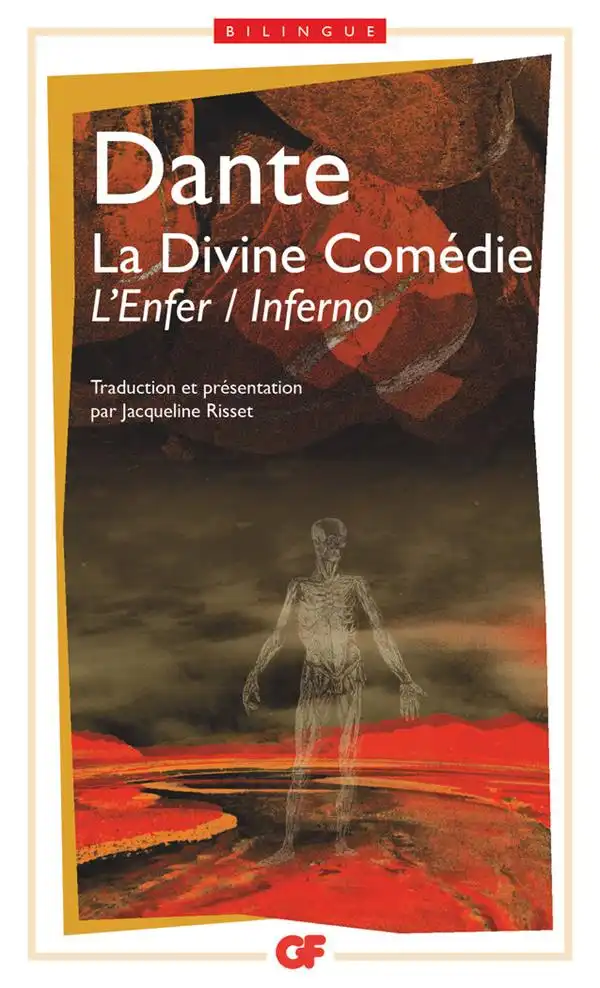 BILINGUE
Dante
La Divine Comédie
L'Enfer / Inferno
Traduction et présentation
par Jacqueline Risset
GF